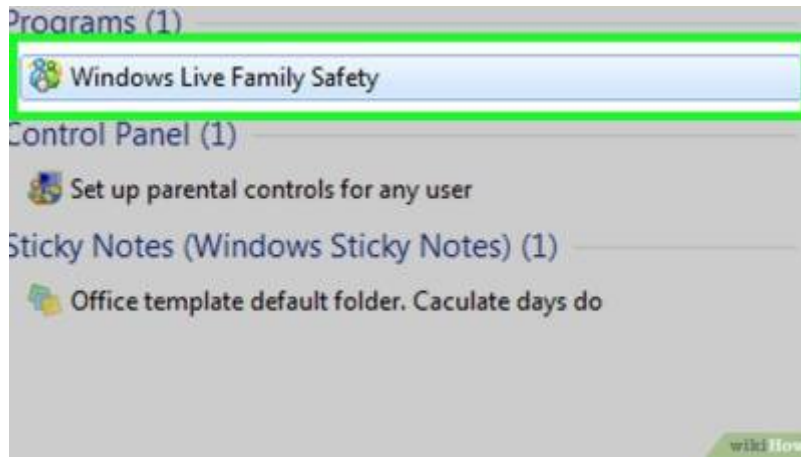 Programs (1)
Windows Live Family Safety
Control Panel (1)
Set up parental controls for any user
Sticky Notes (Windows Sticky Notes) (1)
Office template default folder. Caculate days do
wikiHow